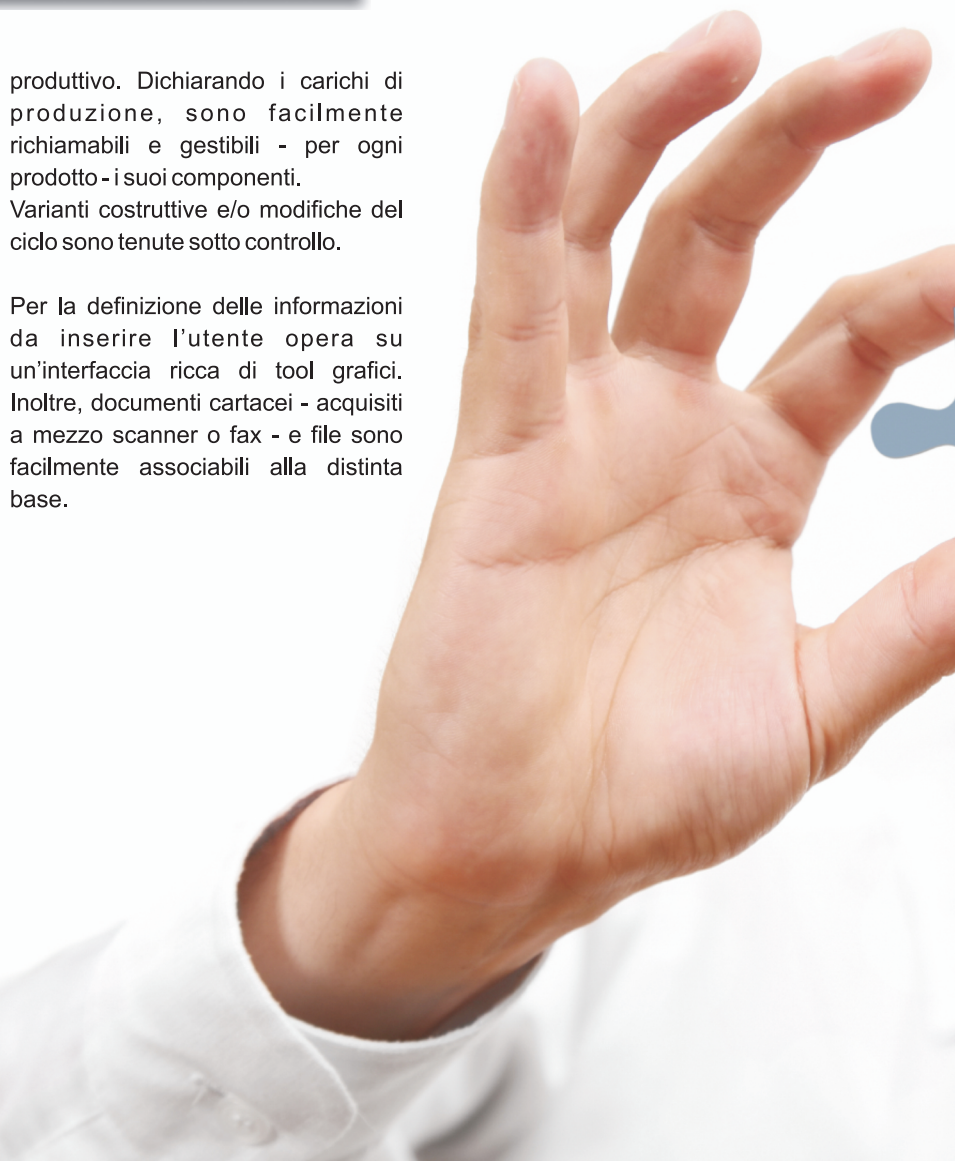 produttivo. Dichiarando i carichi di
produzione, sono facilmente
richiamabili e gestibili - per ogni
prodotto - i suoi componenti.
Varianti costruttive e/o modifiche del
ciclo sono tenute sotto controllo.
Per la definizione delle informazioni
da inserire l'utente opera su
un'interfaccia ricca di tool grafici.
Inoltre, documenti cartacei - acquisiti
a mezzo scanner o fax - e file sono
facilmente associabili alla distinta
base.